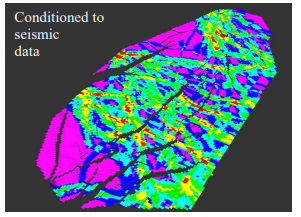 Conditioned to
seismic
data